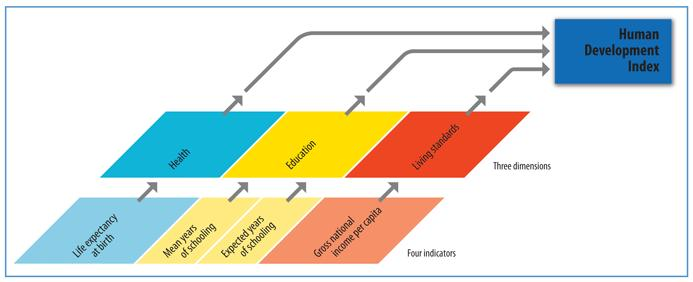 Human
Development
Index
Health
Education
Living standards
Three dimensions
Life expectancy
at birth
Mean years
of schooling
Expected years
of schooling
Gross national
income per capita
Four indicators